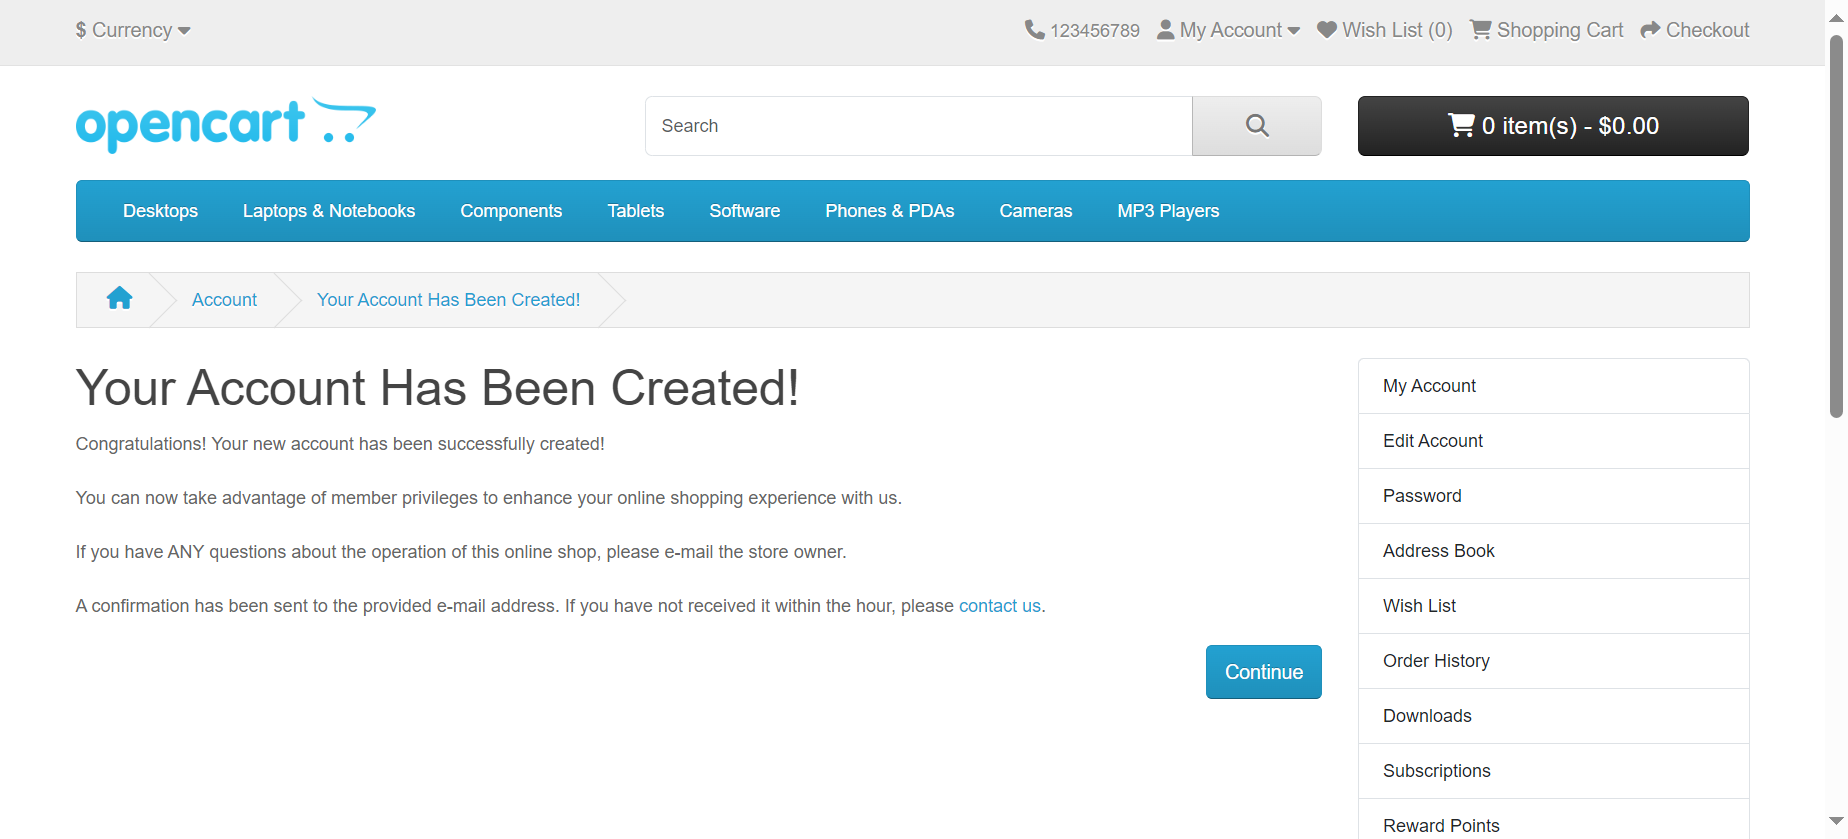 $ Currency
123456789
My Account
Wish List (0)
Shopping Cart
Checkout
opencart
Search
0 item(s) - $0.00
Desktops
Laptops & Notebooks
Components
Tablets
Software
Phones & PDAs
Cameras
MP3 Players
Account
Your Account Has Been Created!
Your Account Has Been Created!
Congratulations! Your new account has been successfully created!
You can now take advantage of member privileges to enhance your online shopping experience with us.
If you have ANY questions about the operation of this online shop, please e-mail the store owner.
A confirmation has been sent to the provided e-mail address. If you have not received it within the hour, please contact us.
Continue
My Account
Edit Account
Password
Address Book
Wish List
Order History
Downloads
Subscriptions
Reward Points